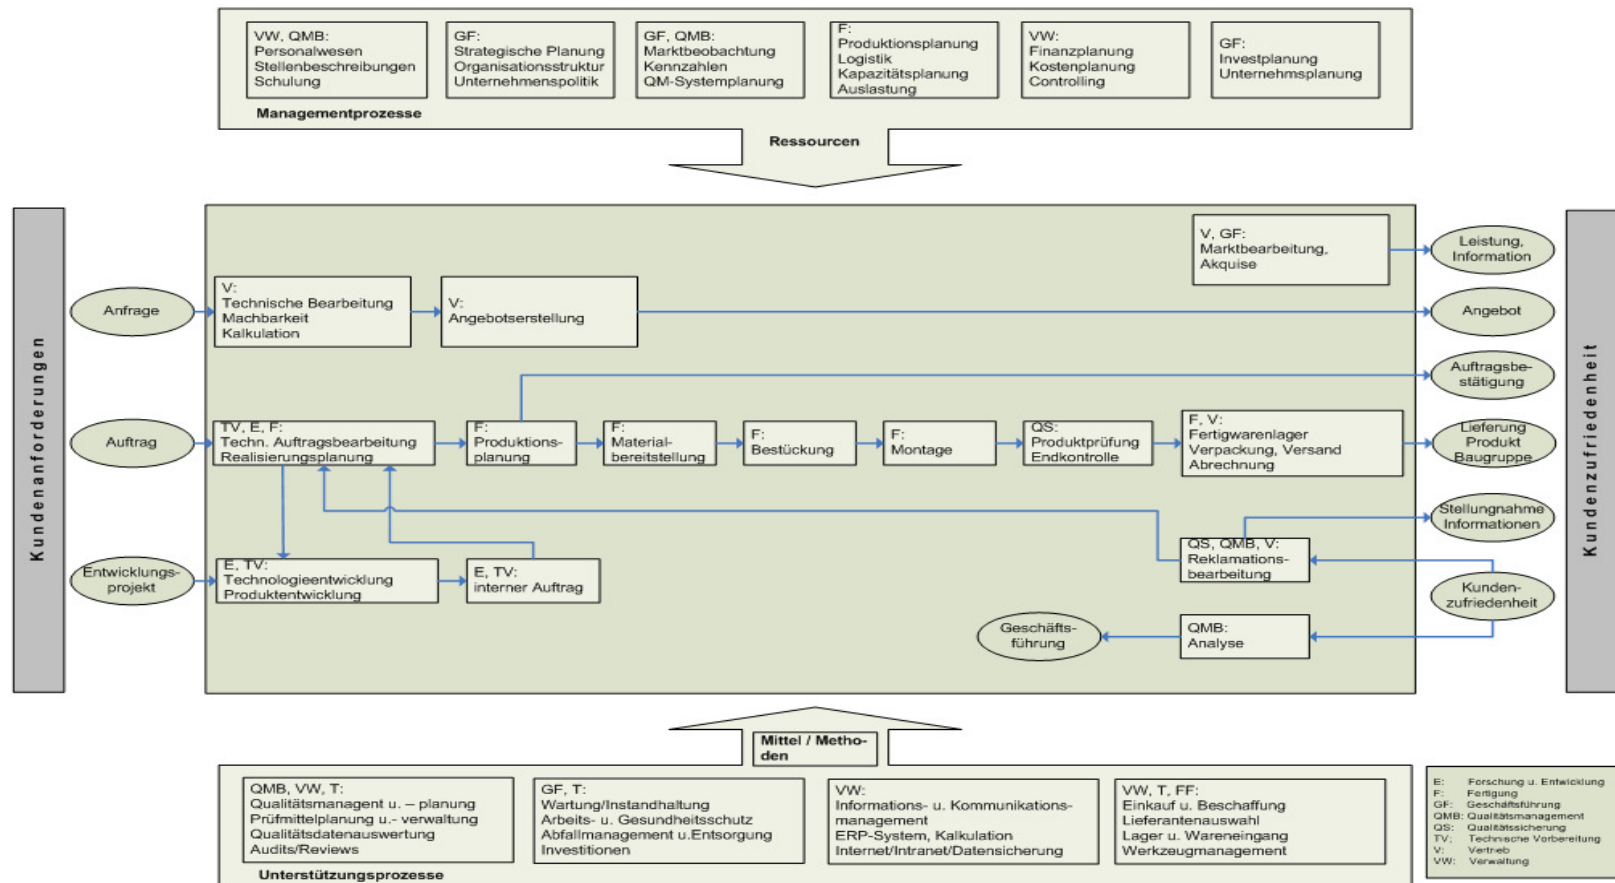 VW, QMB:
Personalwesen
Stellenbeschreibungen
Schulung
GF:
Strategische Planung
Organisationsstruktur
Unternehmenspolitik
GF, QMB:
Marktbeobachtung
Kennzahlen
QM-Systemplanung
F:
Produktionsplanung
Logistik
Kapazitätsplanung
Auslastung
VW:
Finanzplanung
Kostenplanung
Controlling
GF:
Investplanung
Unternehmsplanung
Managementprozesse
Ressourcen
Kundenanforderungen
Kundenzufriedenheit
V, GF:
Marktbearbeitung,
Akquise
Leistung,
Information
Anfrage
V:
Technische Bearbeitung
Machbarkeit
Kalkulation
V:
Angebotserstellung
Angebot
Auftragsbe-
stätigung
Auftrag
TV, E, F:
Techn. Auftragsbearbeitung
Realisierungsplanung
F:
Produktions-
planung
F:
Material-
bereitstellung
F:
Bestückung
F:
Montage
QS:
Produktprüfung
Endkontrolle
F, V:
Fertigwarenlager
Verpackung, Versand
Abrechnung
Lieferung
Produkt
Baugruppe
Stellungnahme
Informationen
Entwicklungs-
projekt
E, TV:
Technologieentwicklung
Produktentwicklung
E, TV:
interner Auftrag
QS, QMB, V:
Reklamations-
bearbeitung
Kunden-
zufriedenheit
Geschäfts-
führung
QMB:
Analyse
Mittel / Metho-
den
QMB, VW, T:
Qualitätsmanagent u. – planung
Prüfmittelplanung u.- verwaltung
Qualitätsdatenauswertung
Audits/Reviews
GF, T:
Wartung/Instandhaltung
Arbeits- u. Gesundheitsschutz
Abfallmanagement u.Entsorgung
Investitionen
VW:
Informations- u. Kommunikations-
management
ERP-System, Kalkulation
Internet/Intranet/Datensicherung
VW, T, FF:
Einkauf u. Beschaffung
Lieferantenauswahl
Lager u. Wareneingang
Werkzeugmanagement
Unterstützungsprozesse
E: Forschung u. Entwicklung
F: Fertigung
GF: Geschäftsführung
QMB: Qualitätsmanagement
QS: Qualitätssicherung
TV: Technische Vorbereitung
V: Vertrieb
VW: Verwaltung